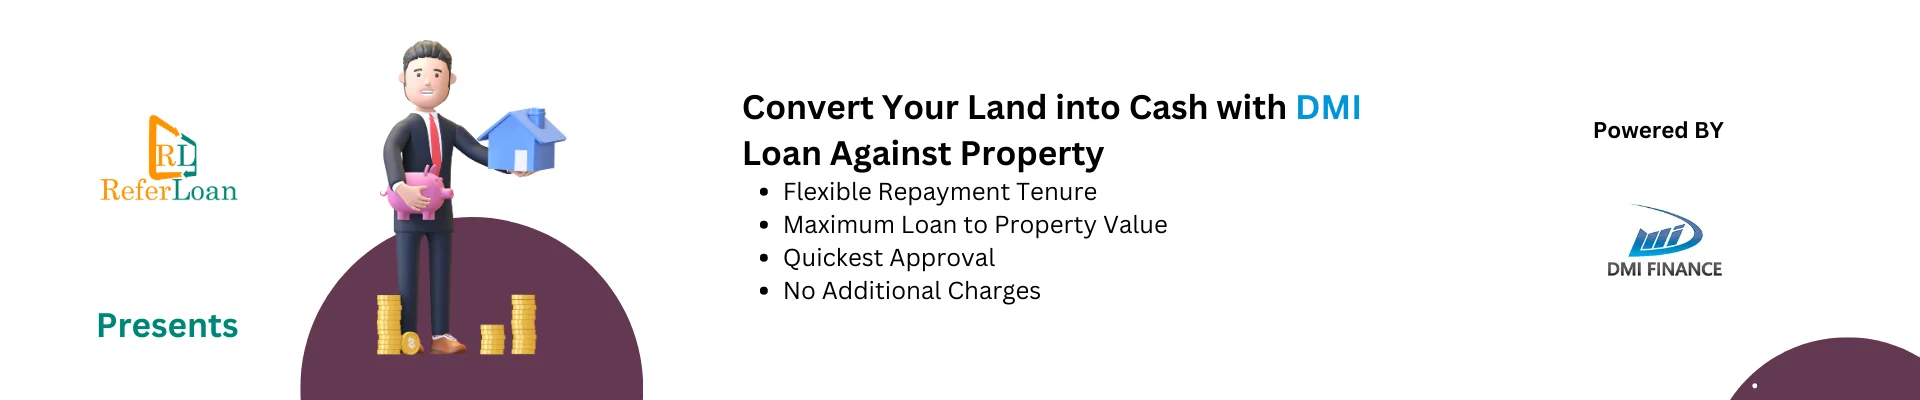 RL
ReferLoan
Presents
Convert Your Land into Cash with DMI
Loan Against Property
• Flexible Repayment Tenure
• Maximum Loan to Property Value
• Quickest Approval
• No Additional Charges
Powered BY
DMI FINANCE